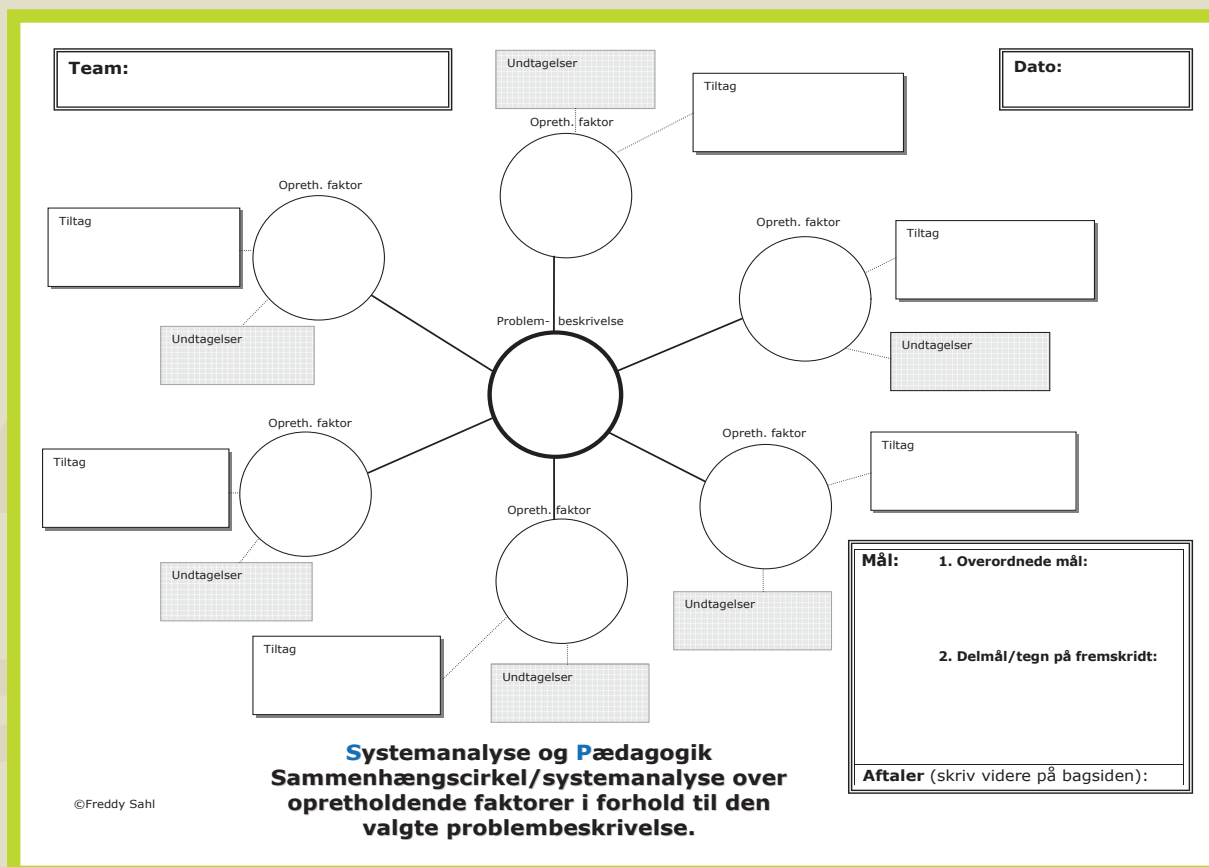 Team:
Undtagelser
Tiltag
Dato:
Opreth. faktor
Opreth. faktor
Tiltag
Opreth. faktor
Tiltag
Undtagelser
Problem- beskrivelse
Undtagelser
Opreth. faktor
Tiltag
Undtagelser
Opreth. faktor
Tiltag
Undtagelser
Opreth. faktor
Tiltag
Undtagelser
Mål:
1. Overordnede mål:
2. Delmål/tegn på fremskridt:
Aftaler (skriv videre på bagsiden):
Systemanalyse og Pædagogik
Sammenhængscirkel/systemanalyse over
opretholdende faktorer i forhold til den
valgte problembeskrivelse.
©Freddy Sahl